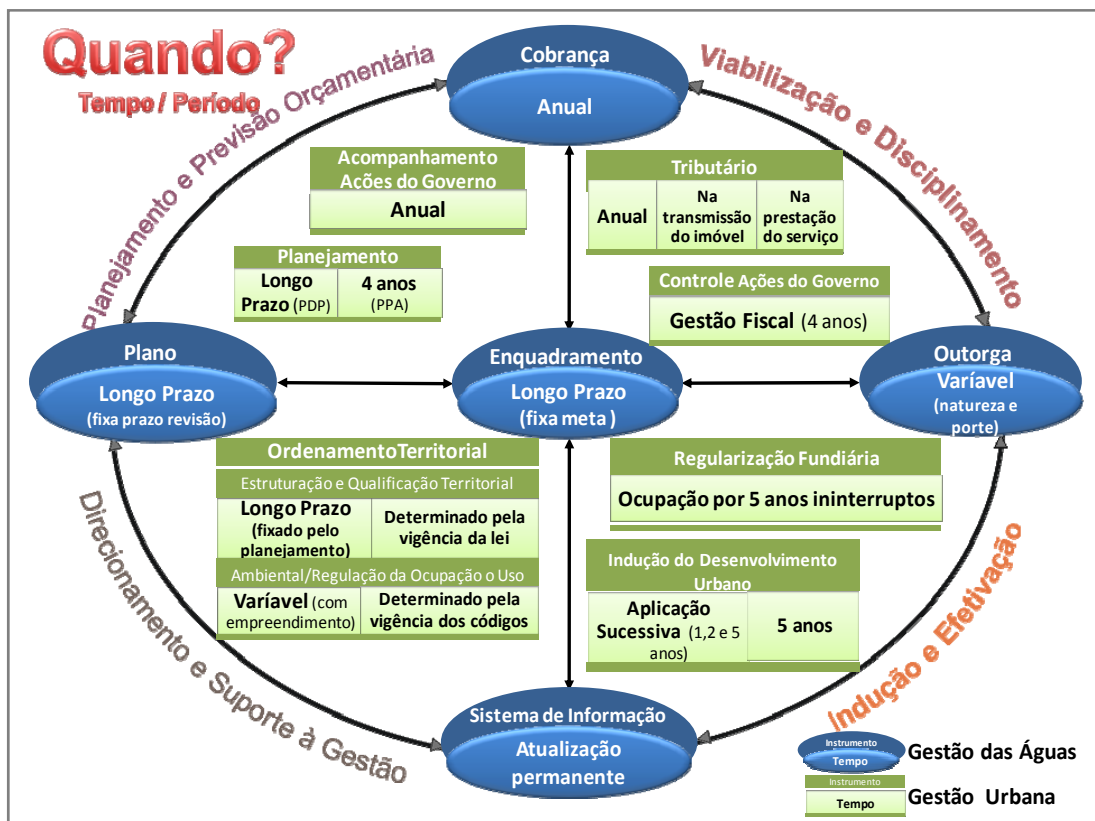 Quando?
Tempo / Período
Planejamento e Previsão Orçamentária
Viabilização e Disciplinamento
Cobrança
Anual
Acompanhamento
Ações do Governo
Anual
Tributário
Anual
Na
transmissão
do imóvel
Na
prestação
do serviço
Planejamento
Longo
Prazo (PDP)
4 anos
(PPA)
Controle Ações do Governo
Gestão Fiscal (4 anos)
Plano
Longo Prazo
(fixa prazo revisão)
Enquadramento
Longo Prazo
(fixa meta )
Outorga
Varíavel
(natureza e
porte)
OrdenamentoTerritorial
Estruturação e Qualificação Territorial
Longo Prazo
(fixado pelo
planejamento)
Determinado pela
vigência da lei
Ambiental/Regulação da Ocupação o Uso
Varíavel (com
empreendimento)
Determinado pela
vigência dos códigos
Regularização Fundiária
Ocupação por 5 anos ininterruptos
Indução do Desenvolvimento
Urbano
Aplicação
Sucessiva (1,2 e 5
anos)
5 anos
Direcionamento e Suporte à Gestão
Indução e Efetivação
Sistema de Informação
Atualização
permanente
Instrumento
Tempo
Gestão das Águas
Instrumento
Tempo
Gestão Urbana